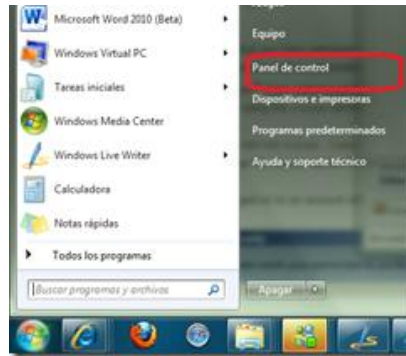 Microsoft Word 2010 (Beta)
Windows Virtual PC
Tareas iniciales
Windows Media Center
Windows Live Writer
Calculadora
Notas rápidas
Todos los programas
Buscar programas y archivos
Equipo
Panel de control
Dispositivos e impresoras
Programas predeterminados
Ayuda y soporte técnico
Apagar